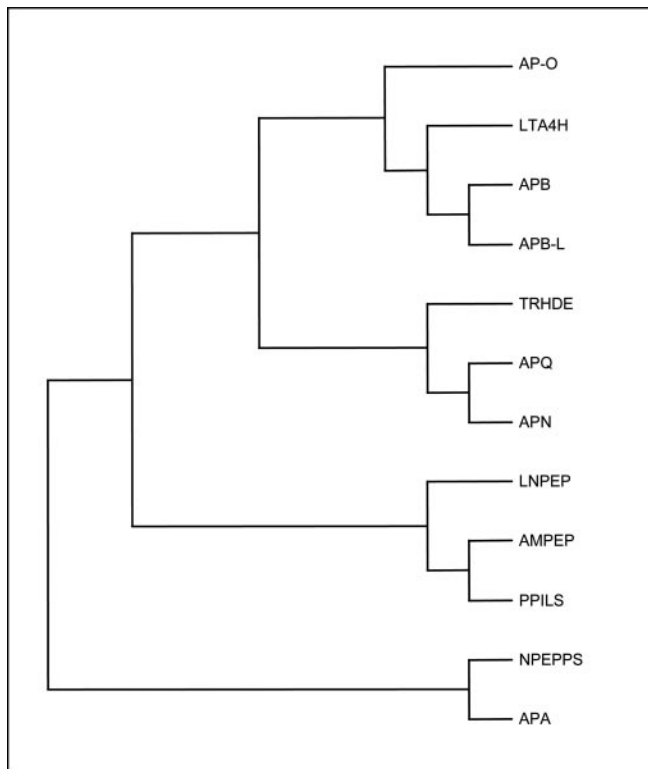 AP-O
LTA4H
APB
APB-L
TRHDE
APQ
APN
LNPEP
AMPEP
PPILS
NPEPPS
APA